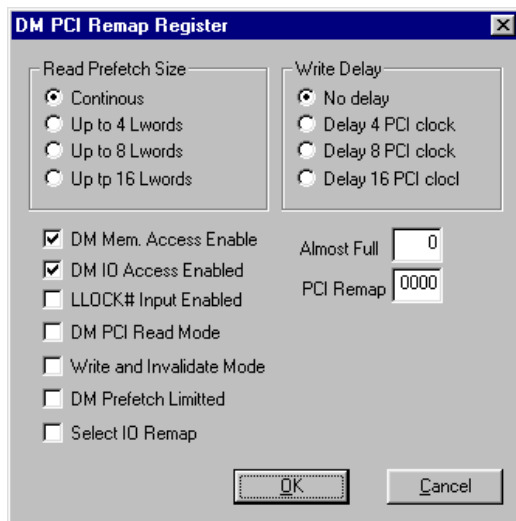 DM PCI Remap Register
Read Prefetch Size
Continous
Up to 4 Lwords
Up to 8 Lwords
Up tp 16 Lwords
Write Delay
No delay
Delay 4 PCI clock
Delay 8 PCI clock
Delay 16 PCI clocl
DM Mem. Access Enable
DM IO Access Enabled
LLOCK# Input Enabled
DM PCI Read Mode
Write and Invalidate Mode
DM Prefetch Limitted
Select IO Remap
Almost Full 0
PCI Remap 0000
OK Cancel